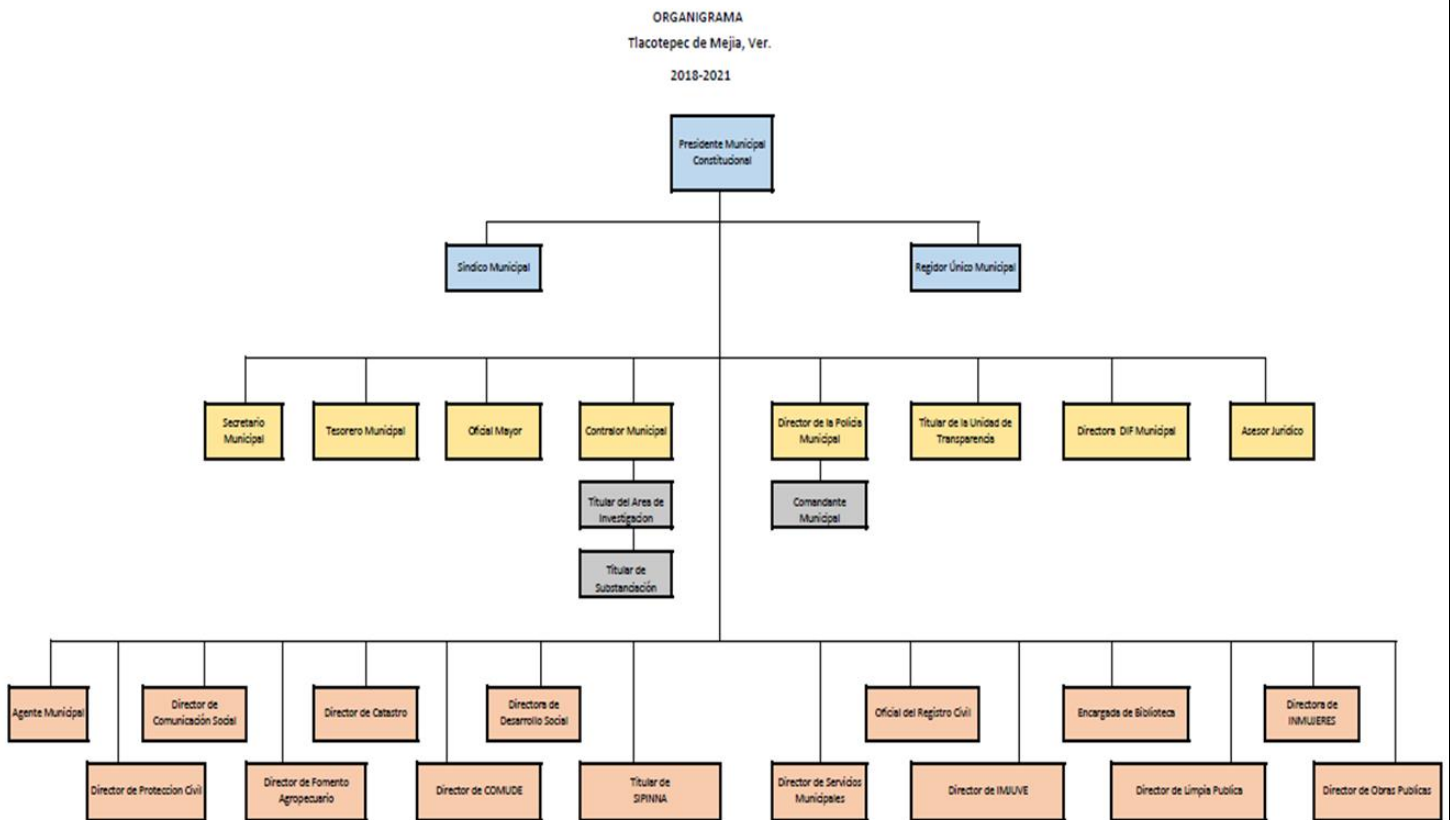 ORGANIGRAMA
Tlacotepec de Mejia, Ver.
2018-2021
Presidente Municipal
Constitucional
Sindico Municipal
Regidor Único Municipal
Secretario
Municipal
Tesorero Municipal
Oficial Mayor
Contralor Municipal
Director de la Policia
Municipal
Titular de la Unidad de
Transparencia
Directora DIF Municipal
Asesor Juridico
Titular del Area de
Investigacion
Comandante
Municipal
Titular de
Substanciación
Agente Municipal
Director de
Comunicación Social
Director de Catastro
Directora de
Desarrollo Social
Oficial del Registro Civil
Encargada de Biblioteca
Directora de
INMUJERES
Director de Proteccion Civil
Director de Fomento
Agropecuario
Director de COMUDE
Titular de
SIPINNA
Director de Servicios
Municipales
Director de IMJUVE
Director de Limpia Publica
Director de Obras Publicas